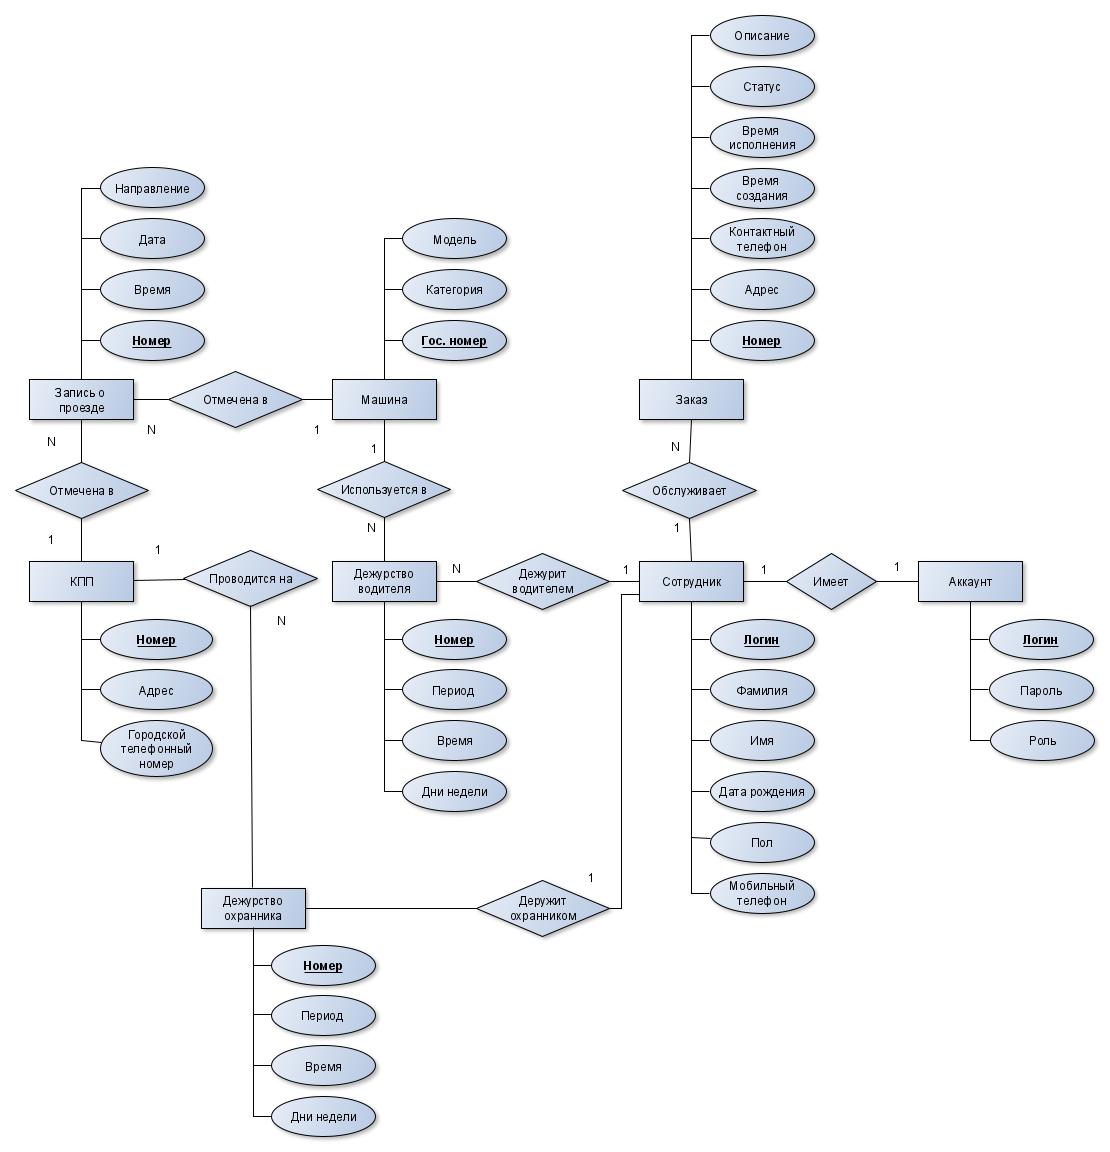 Описание
Статус
Время
исполнения
Время
создания
Контактный
телефон
Адрес
Номер
Направление
Дата
Время
Номер
Модель
Категория
Гос. номер
Запись о
проезде
Отмечена в
Машина
Заказ
N
N
1
1
N
Отмечена в
Используется в
Обслуживает
1
1
N
1
КПП
Проводится на
Дежурство
водителя
N
Дежурит
водителем
1
Сотрудник
1
Имеет
1
Аккаунт
N
Номер
Адрес
Городской
телефонный
номер
Номер
Период
Время
Дни недели
Логин
Фамилия
Имя
Дата рождения
Пол
Мобильный
телефон
Логин
Пароль
Роль
Дежурство
охранника
Деружит
охранником
1
Номер
Период
Время
Дни недели